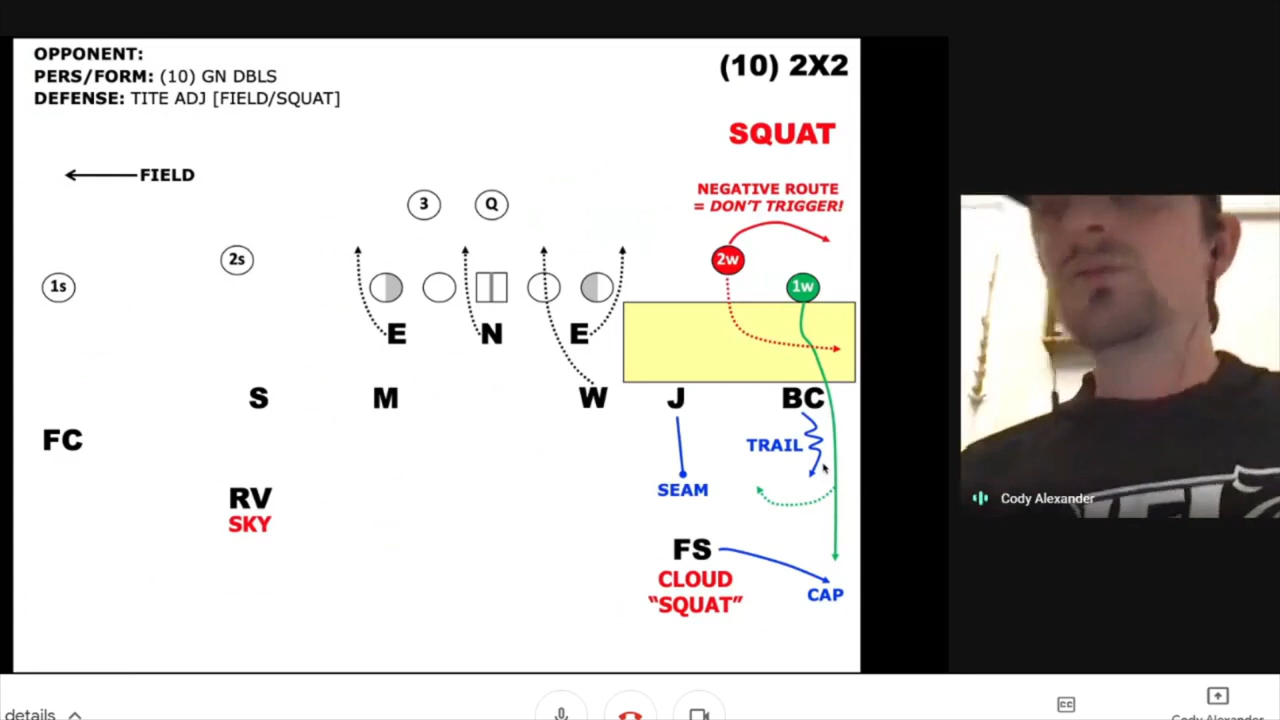 OPPONENT:
PERS/FORM: (10) GN DBLS
DEFENSE: TITE ADJ [FIELD/SQUAT]
(10) 2X2
SQUAT
FIELD
NEGATIVE ROUTE
= DON'T TRIGGER!
3 Q
2s 2w
1s 1w
E N E
S M W J BC
FC
TRAIL
SEAM
RV
SKY
FS
CLOUD
"SQUAT"
CAP
Cody Alexander
details
CC